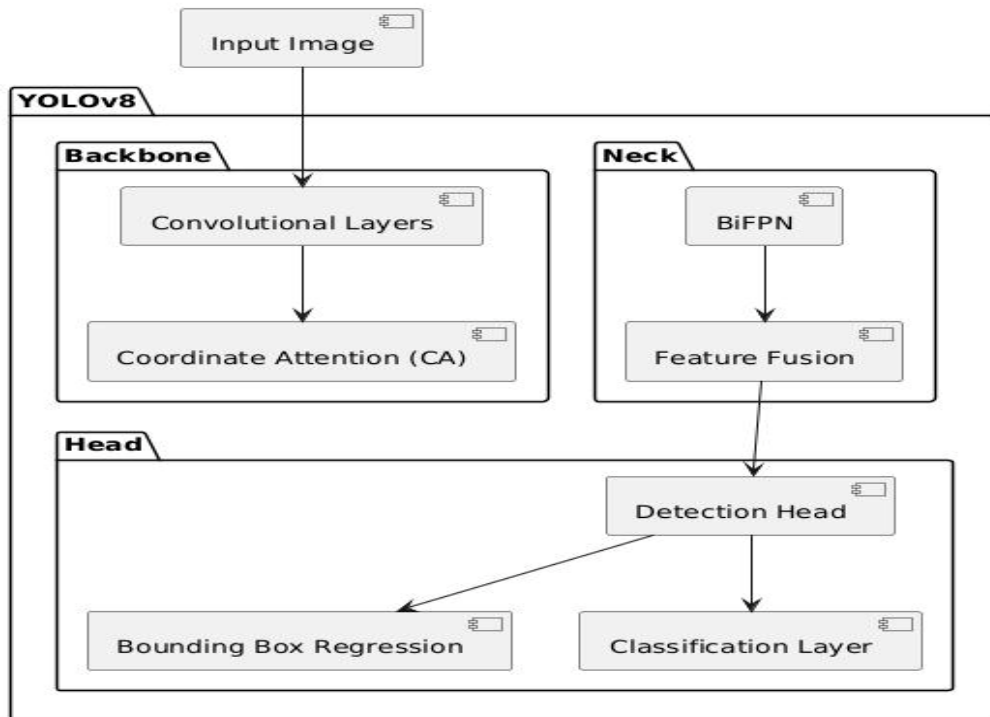 Input Image
YOLOv8
Backbone
Neck
Convolutional Layers
BiFPN
Coordinate Attention (CA)
Feature Fusion
Head
Detection Head
Bounding Box Regression
Classification Layer